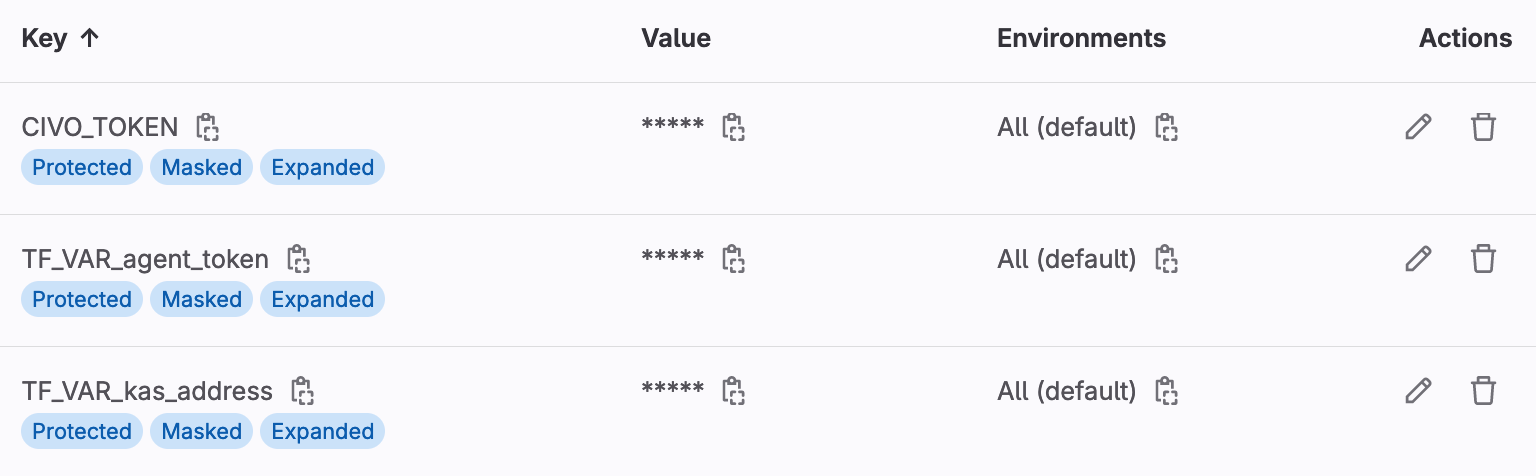 Key ↑ Value Environments Actions
CIVO_TOKEN ***** All (default)
Protected Masked Expanded
TF_VAR_agent_token ***** All (default)
Protected Masked Expanded
TF_VAR_kas_address ***** All (default)
Protected Masked Expanded